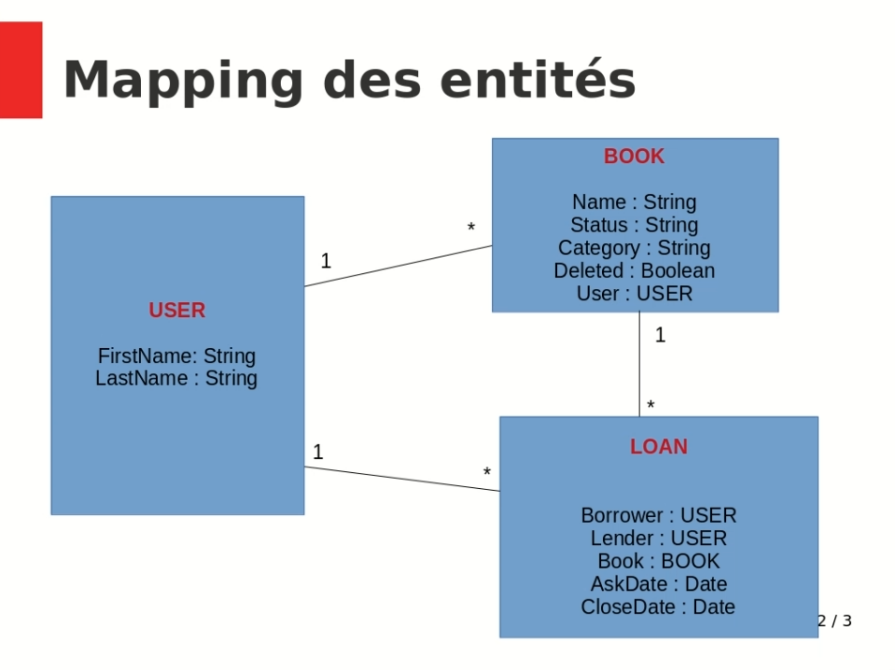 Mapping des entités
BOOK
Name : String
Status : String
Category : String
Deleted : Boolean
User : USER
*
1
USER
FirstName: String
LastName : String
1
*
1
*
LOAN
Borrower : USER
Lender : USER
Book : BOOK
AskDate : Date
CloseDate : Date
2 / 3